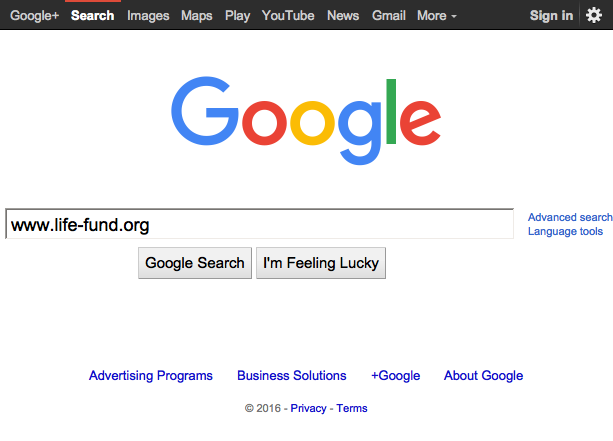 Google+ Search Images Maps Play YouTube News Gmail More Sign in
Google
www.life-fund.org
Advanced search
Language tools
Google Search I'm Feeling Lucky
Advertising Programs Business Solutions +Google About Google
© 2016 - Privacy - Terms